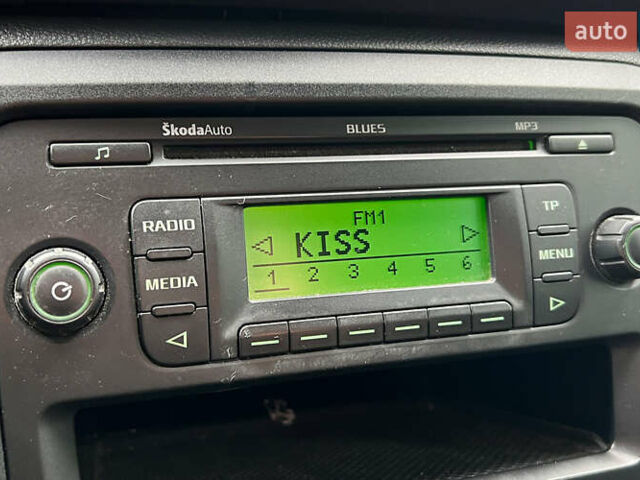 auto
ŠkodaAuto BLUES MP3
RADIO FM1 TP
KISS
MEDIA MENU
1 2 3 4 5 6